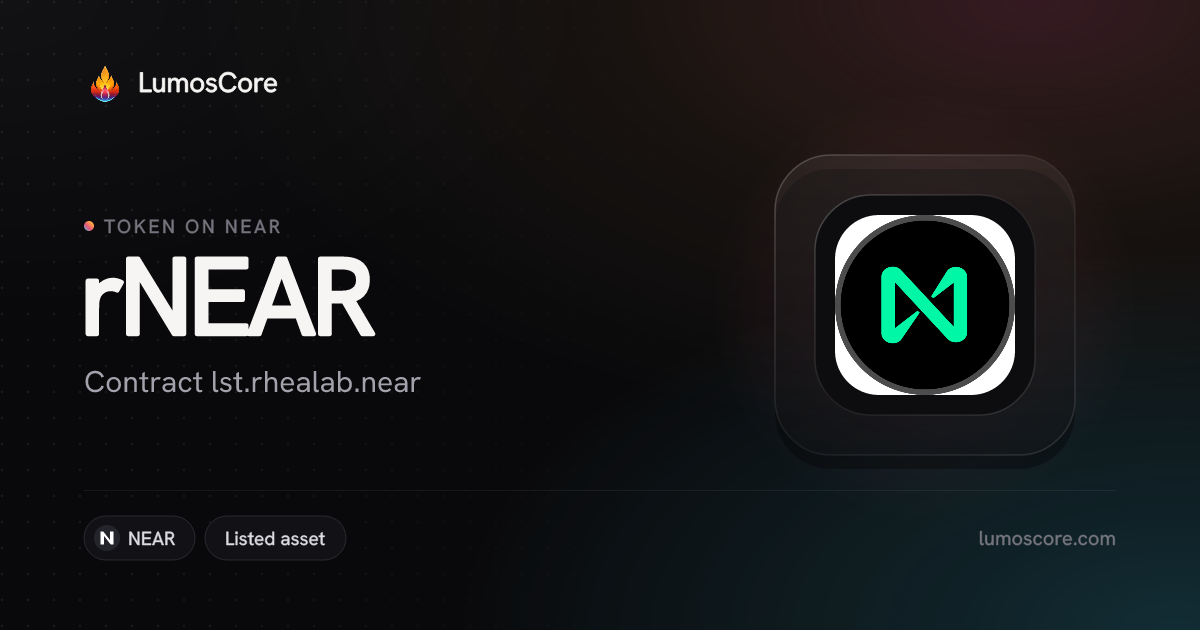 LumosCore
TOKEN ON NEAR
rNEAR
Contract lst.rhealab.near
NEAR
Listed asset
lumoscore.com